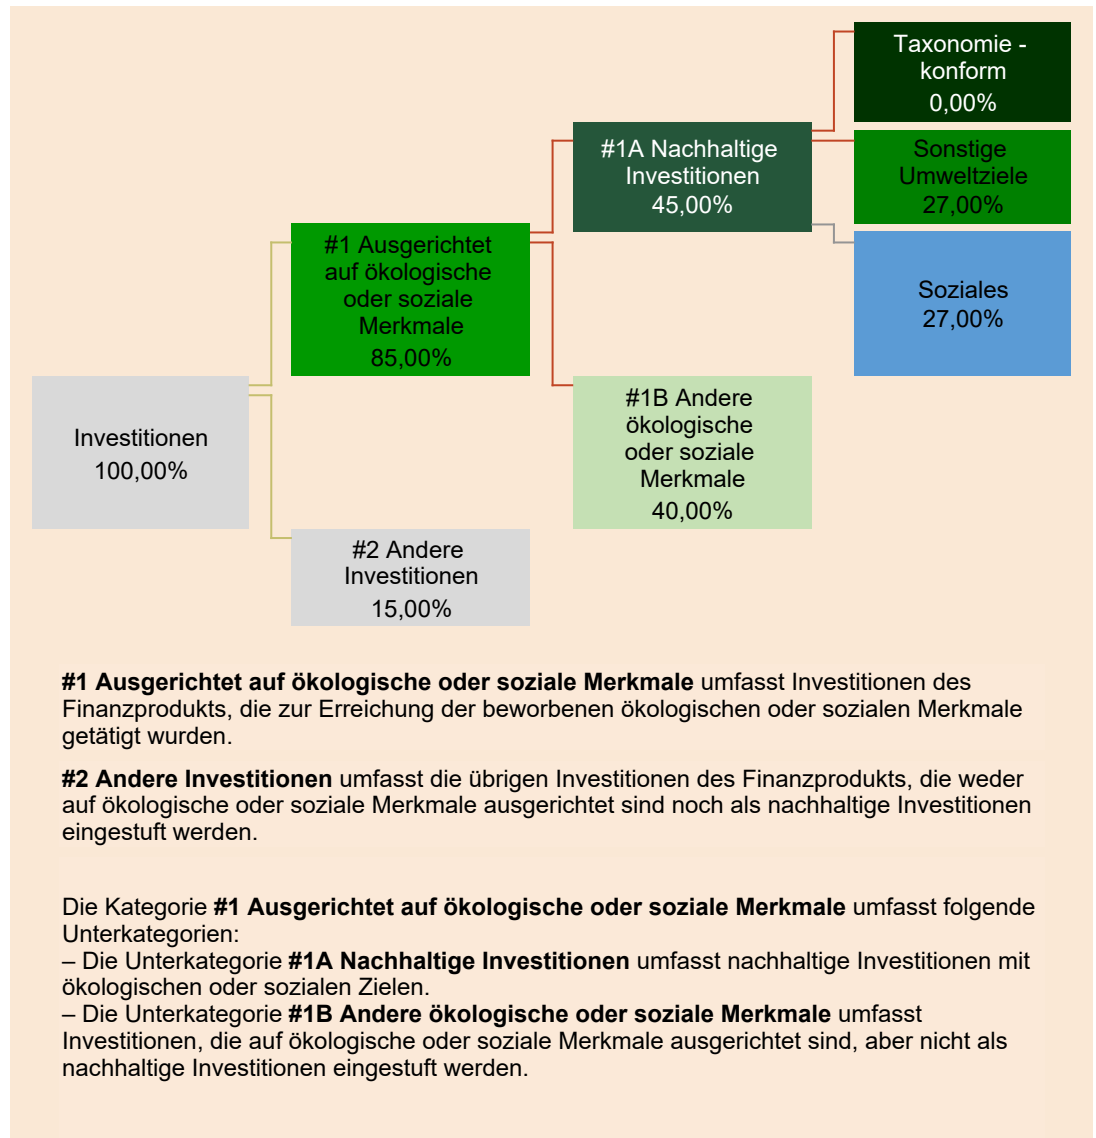 Taxonomie -
konform
0,00%
#1A Nachhaltige
Investitionen
45,00%
Sonstige
Umweltziele
27,00%
#1 Ausgerichtet
auf ökologische
oder soziale
Merkmale
85,00%
Soziales
27,00%
Investitionen
100,00%
#1B Andere
ökologische
oder soziale
Merkmale
40,00%
#2 Andere
Investitionen
15,00%
#1 Ausgerichtet auf ökologische oder soziale Merkmale umfasst Investitionen des
Finanzprodukts, die zur Erreichung der beworbenen ökologischen oder sozialen Merkmale
getätigt wurden.
#2 Andere Investitionen umfasst die übrigen Investitionen des Finanzprodukts, die weder
auf ökologische oder soziale Merkmale ausgerichtet sind noch als nachhaltige Investitionen
eingestuft werden.
Die Kategorie #1 Ausgerichtet auf ökologische oder soziale Merkmale umfasst folgende
Unterkategorien:
– Die Unterkategorie #1A Nachhaltige Investitionen umfasst nachhaltige Investitionen mit
ökologischen oder sozialen Zielen.
– Die Unterkategorie #1B Andere ökologische oder soziale Merkmale umfasst
Investitionen, die auf ökologische oder soziale Merkmale ausgerichtet sind, aber nicht als
nachhaltige Investitionen eingestuft werden.